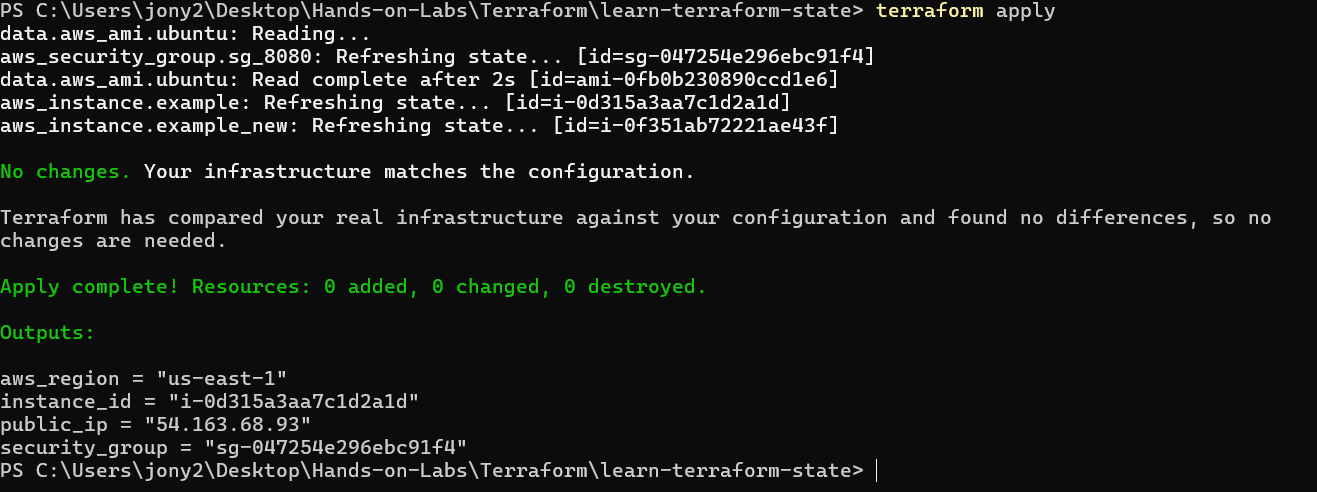 PS C:\Users\jony2\Desktop\Hands-on-Labs\Terraform\learn-terraform-state> terraform apply
data.aws_ami.ubuntu: Reading...
aws_security_group.sg_8080: Refreshing state... [id=sg-047254e296ebc91f4]
data.aws_ami.ubuntu: Read complete after 2s [id=ami-0fb0b230890ccd1e6]
aws_instance.example: Refreshing state... [id=i-0d315a3aa7c1d2a1d]
aws_instance.example_new: Refreshing state... [id=i-0f351ab72221ae43f]
No changes. Your infrastructure matches the configuration.
Terraform has compared your real infrastructure against your configuration and found no differences, so no
changes are needed.
Apply complete! Resources: 0 added, 0 changed, 0 destroyed.
Outputs:
aws_region = "us-east-1"
instance_id = "i-0d315a3aa7c1d2a1d"
public_ip = "54.163.68.93"
security_group = "sg-047254e296ebc91f4"
PS C:\Users\jony2\Desktop\Hands-on-Labs\Terraform\learn-terraform-state>